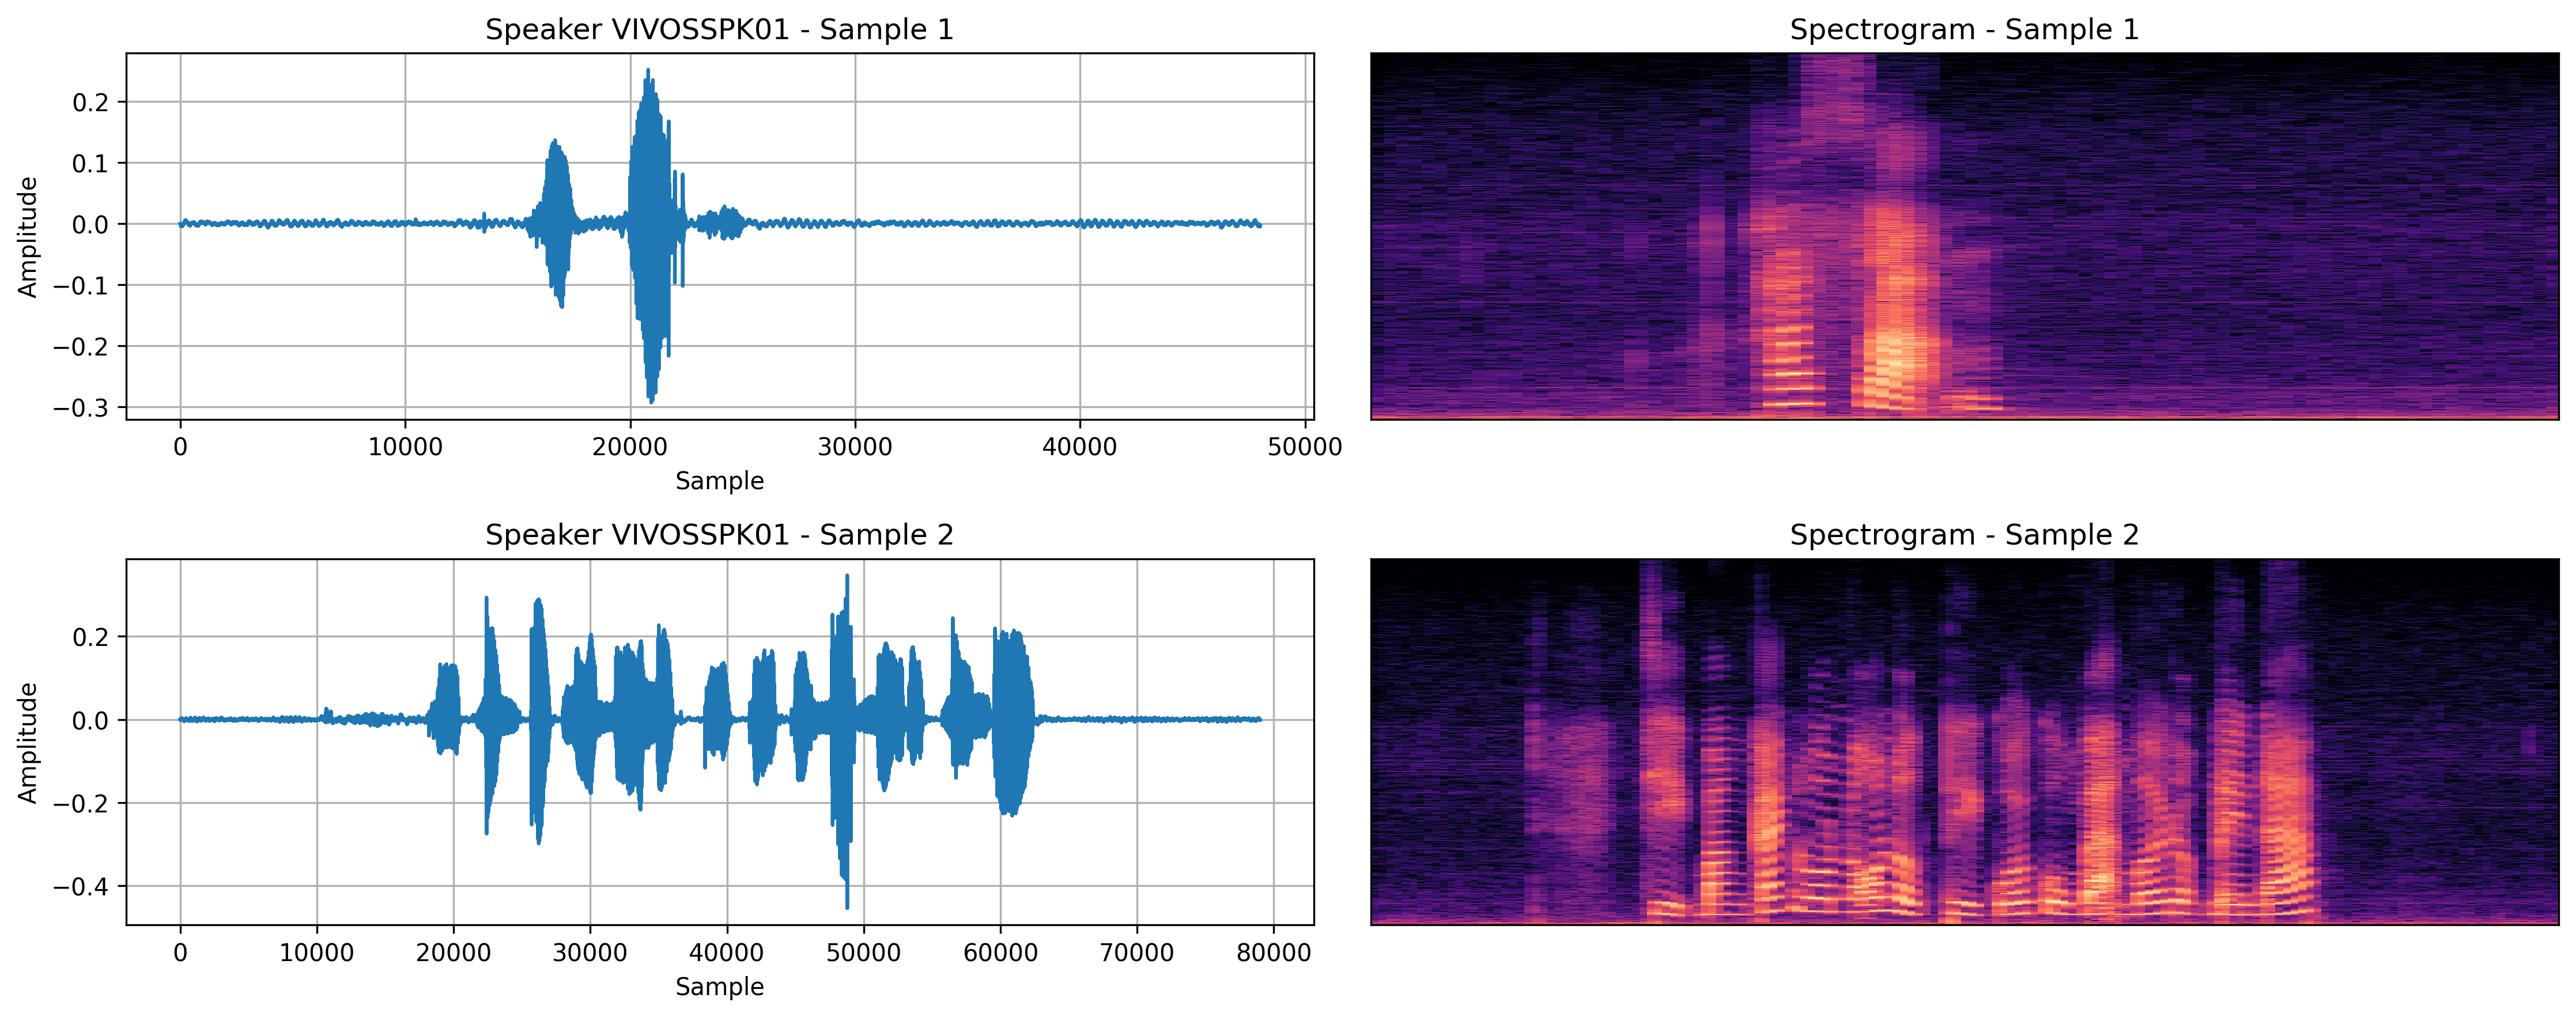 Speaker VIVOSSPK01 - Sample 1
Spectrogram - Sample 1
Amplitude
0.2
0.1
0.0
−0.1
−0.2
−0.3
0 10000 20000 30000 40000 50000
Sample
Speaker VIVOSSPK01 - Sample 2
Spectrogram - Sample 2
Amplitude
0.2
0.0
−0.2
−0.4
0 10000 20000 30000 40000 50000 60000 70000 80000
Sample